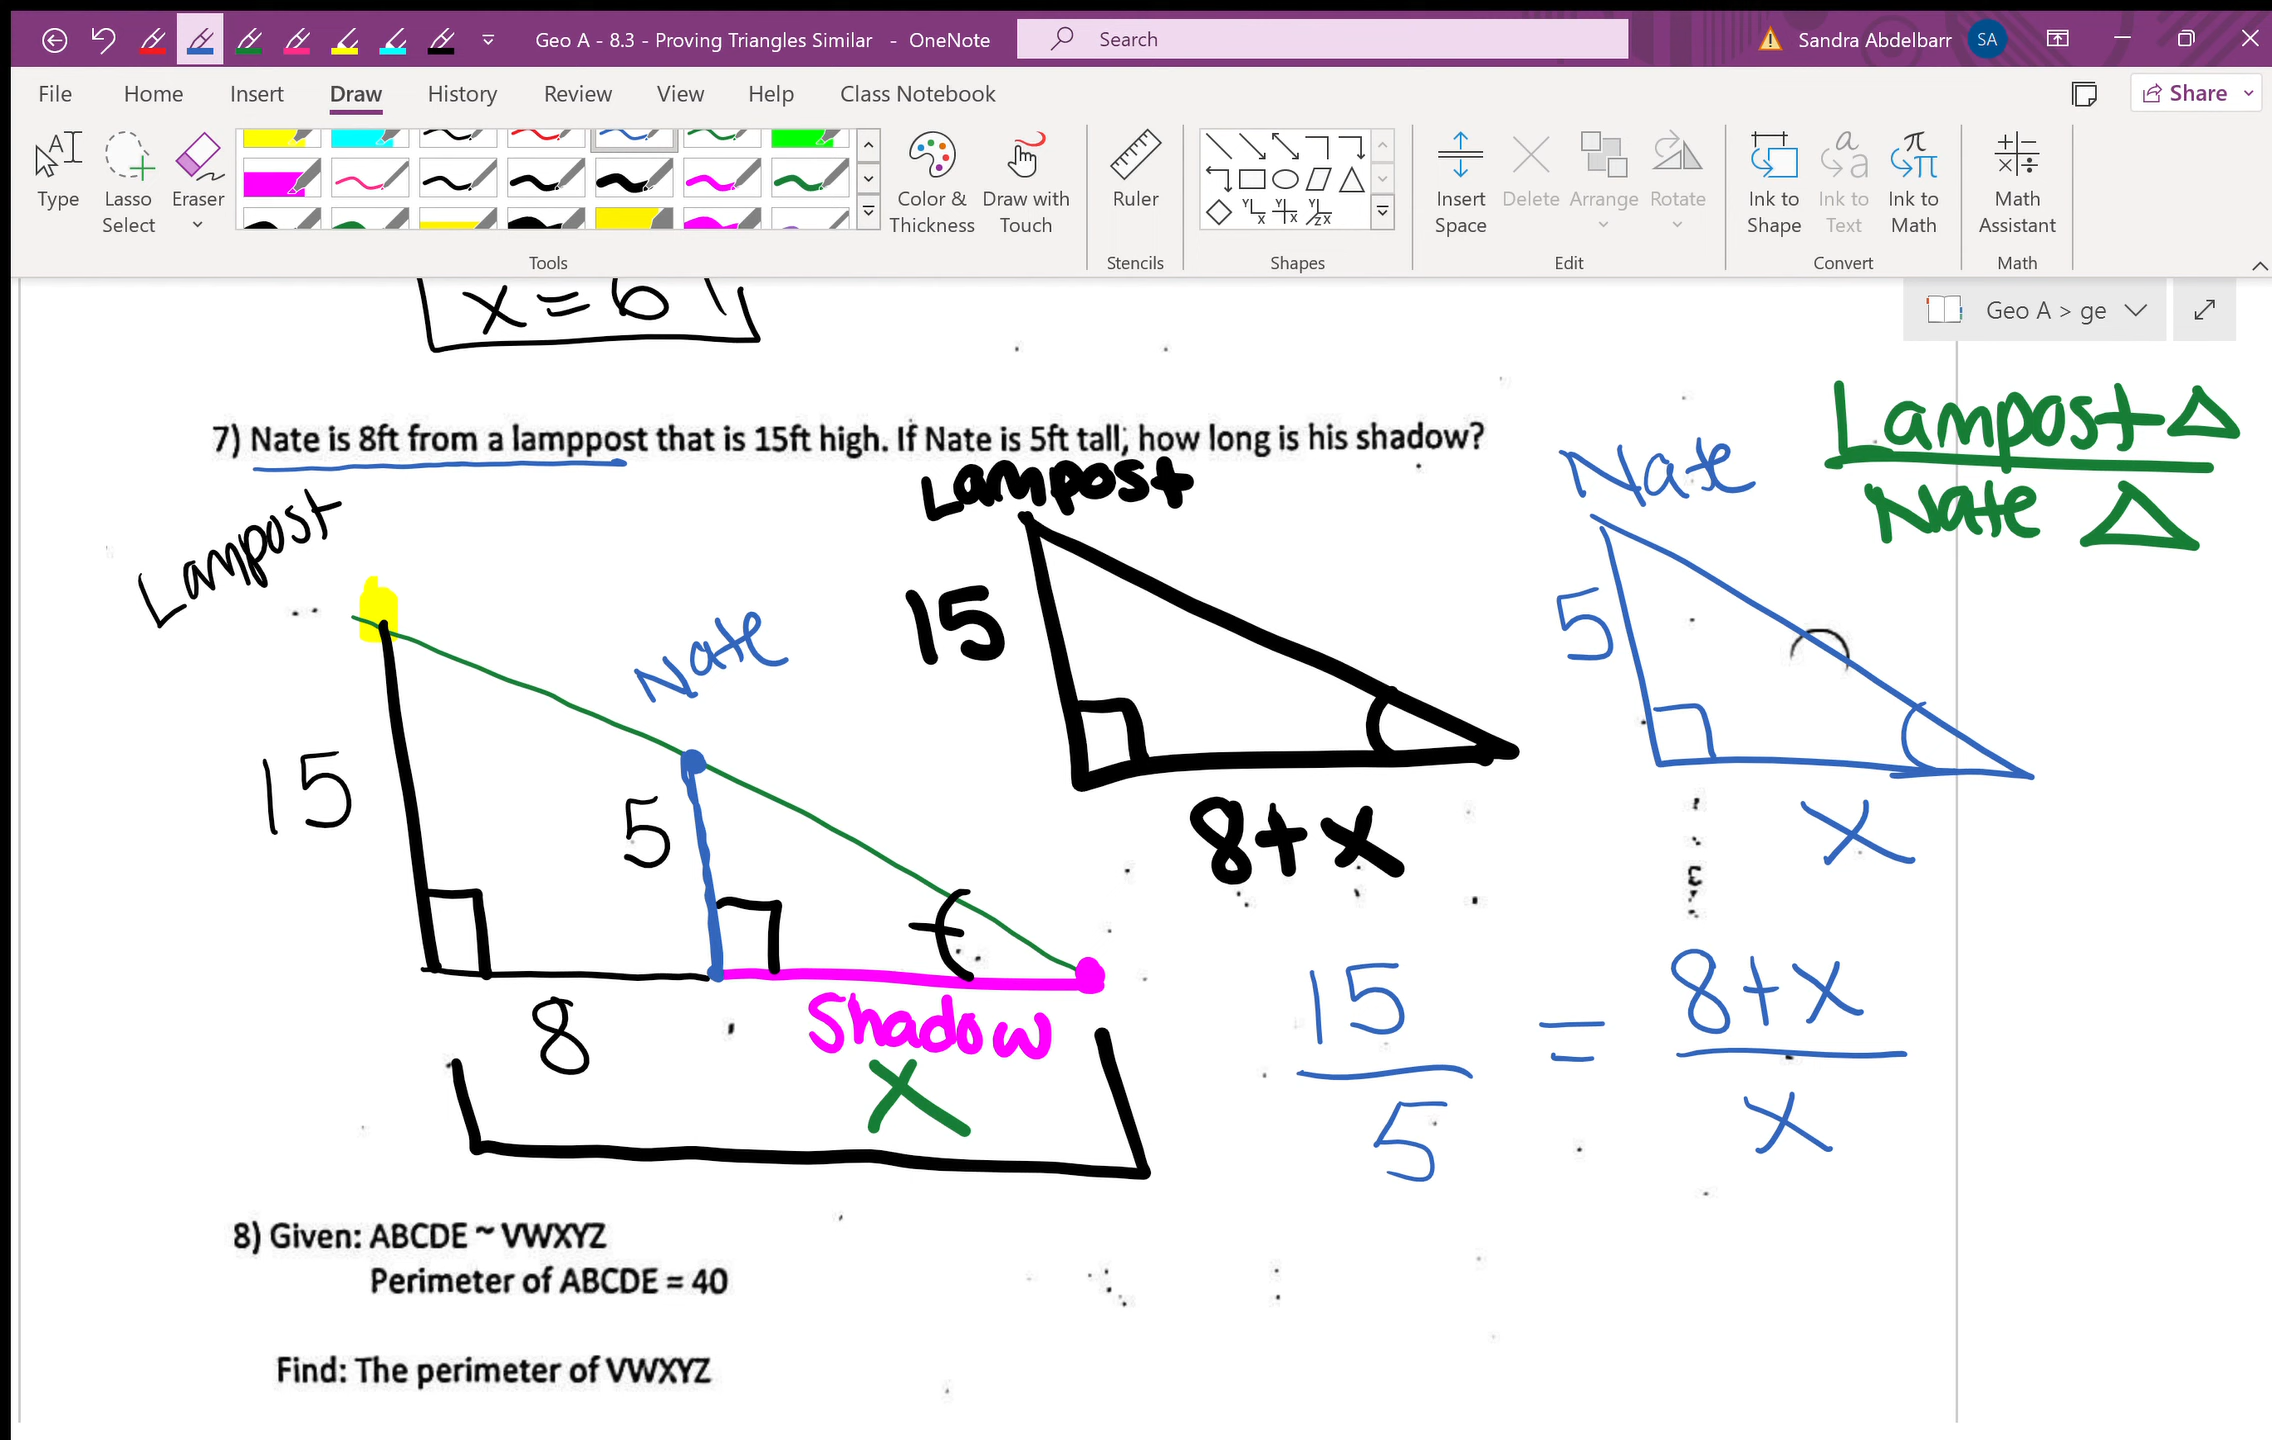 Geo A - 8.3 - Proving Triangles Similar - OneNote
Search
Sandra Abdelbarr
SA
File Home Insert Draw History Review View Help Class Notebook
Share
Type
Lasso Select
Eraser
Color & Thickness
Draw with Touch
Ruler
Insert Space
Delete
Arrange
Rotate
Ink to Shape
Ink to Text
Ink to Math
Math Assistant
Tools
Stencils
Shapes
Edit
Convert
Math
Geo A > ge
7) Nate is 8ft from a lamppost that is 15ft high. If Nate is 5ft tall, how long is his shadow?
Lampost
15
Nate
5
8
Shadow
x
Lampost
15
8+x
Nate
5
x
Lampost △
Nate △
15 = 8+x
5 x
8) Given: ABCDE ~ VWXYZ
Perimeter of ABCDE = 40
Find: The perimeter of VWXYZ